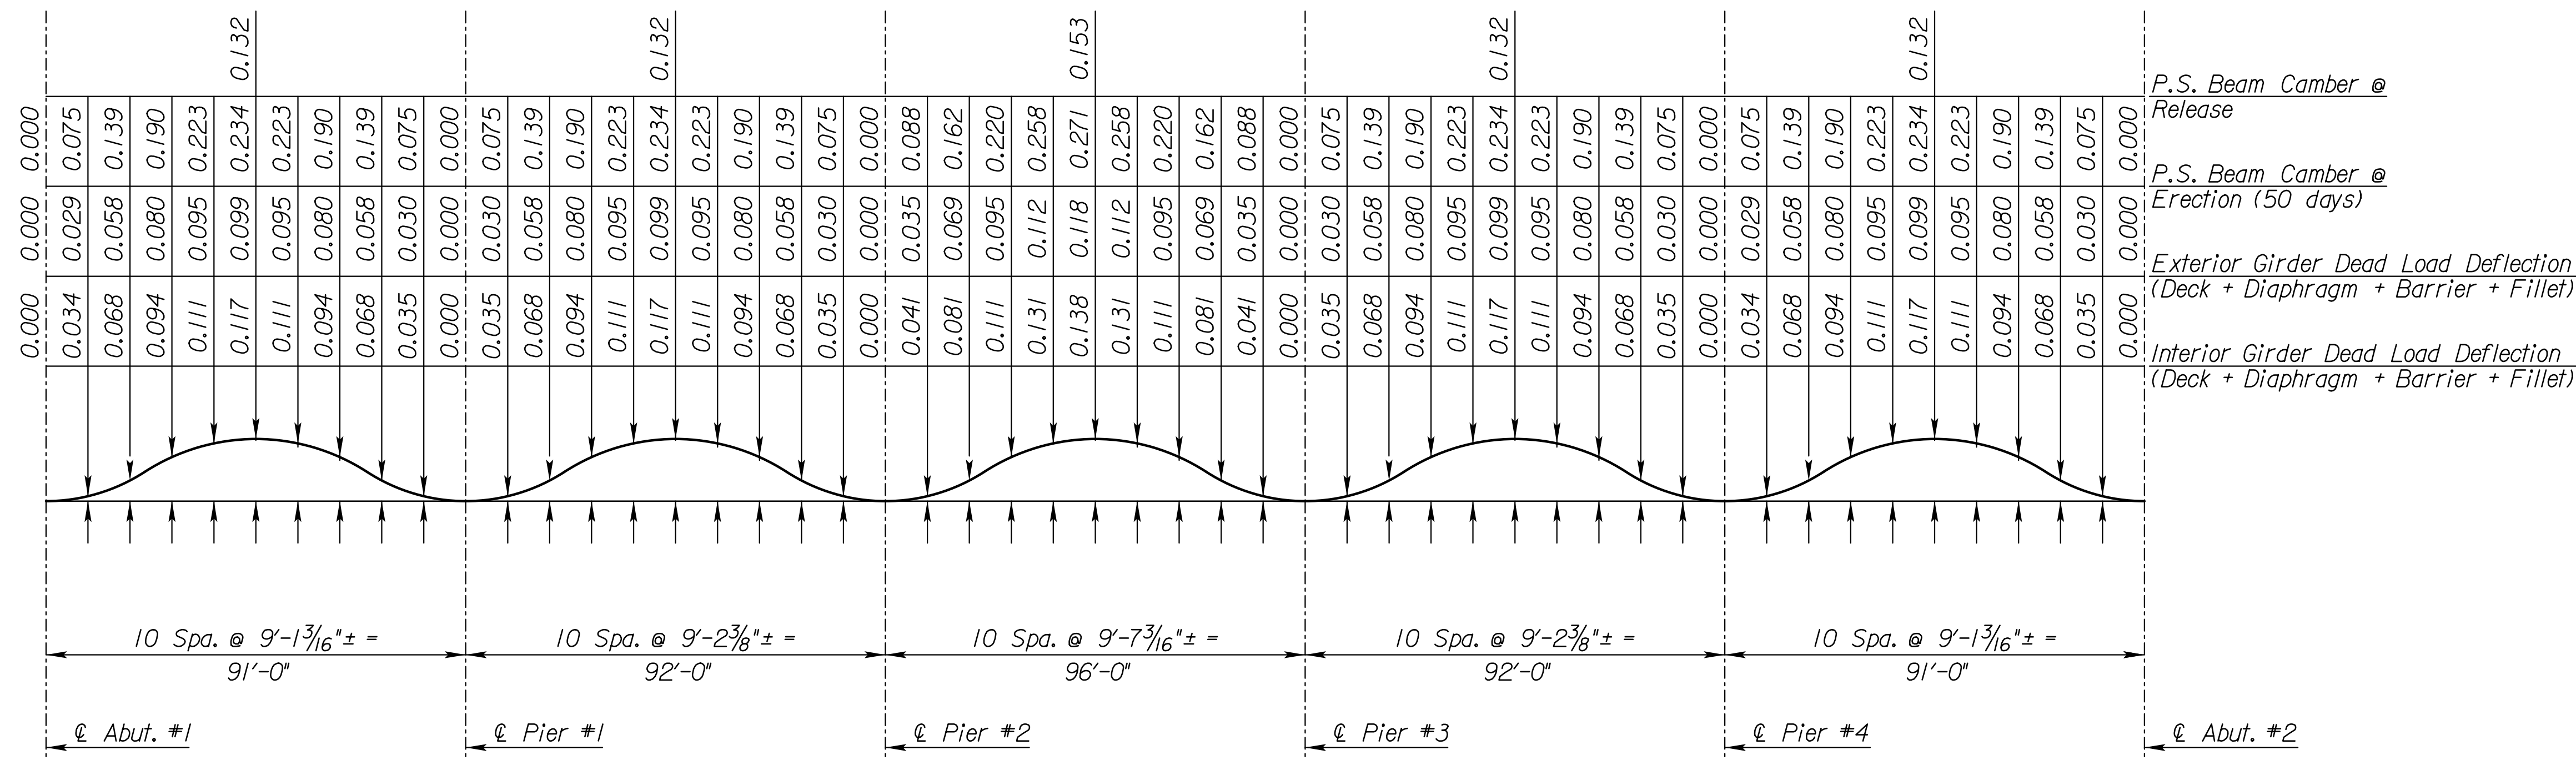 0.132 0.132 0.153 0.132 0.132
P.S. Beam Camber @
Release
0.000 0.075 0.139 0.190 0.223 0.234 0.223 0.190 0.139 0.075 0.000 0.075 0.139 0.190 0.223 0.234 0.223 0.190 0.139 0.075 0.000 0.088 0.162 0.220 0.258 0.271 0.258 0.220 0.162 0.088 0.000 0.075 0.139 0.190 0.223 0.234 0.223 0.190 0.139 0.075 0.000 0.075 0.139 0.190 0.223 0.234 0.223 0.190 0.139 0.075 0.000
P.S. Beam Camber @
Erection (50 days)
0.000 0.029 0.058 0.080 0.095 0.099 0.095 0.080 0.058 0.030 0.000 0.030 0.058 0.080 0.095 0.099 0.095 0.080 0.058 0.030 0.000 0.035 0.069 0.095 0.112 0.118 0.112 0.095 0.069 0.035 0.000 0.030 0.058 0.080 0.095 0.099 0.095 0.080 0.058 0.030 0.000 0.029 0.058 0.080 0.095 0.099 0.095 0.080 0.058 0.030 0.000
Exterior Girder Dead Load Deflection
(Deck + Diaphragm + Barrier + Fillet)
0.000 0.034 0.068 0.094 0.111 0.117 0.111 0.094 0.068 0.035 0.000 0.035 0.068 0.094 0.111 0.117 0.111 0.094 0.068 0.035 0.000 0.041 0.081 0.111 0.131 0.138 0.131 0.111 0.081 0.041 0.000 0.035 0.068 0.094 0.111 0.117 0.111 0.094 0.068 0.035 0.000 0.034 0.068 0.094 0.111 0.117 0.111 0.094 0.068 0.035 0.000
Interior Girder Dead Load Deflection
(Deck + Diaphragm + Barrier + Fillet)
10 Spa. @ 9'-1 3/16"± =
91'-0"
10 Spa. @ 9'-2 3/8"± =
92'-0"
10 Spa. @ 9'-7 3/16"± =
96'-0"
10 Spa. @ 9'-2 3/8"± =
92'-0"
10 Spa. @ 9'-1 3/16"± =
91'-0"
℄ Abut. #1
℄ Pier #1
℄ Pier #2
℄ Pier #3
℄ Pier #4
℄ Abut. #2